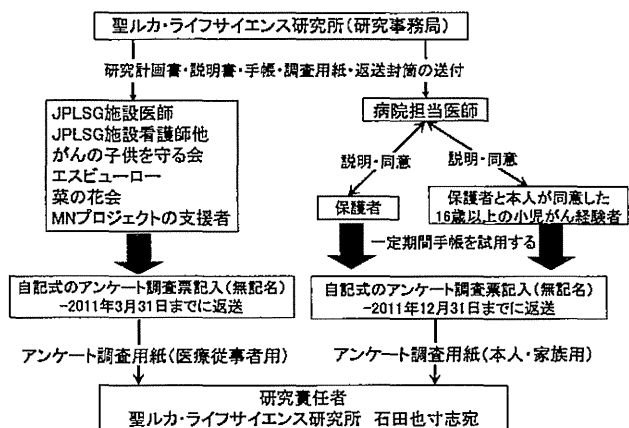 聖ルカ・ライフサイエンス研究所(研究事務局)
研究計画書・説明書・手帳・調査用紙・返送封筒の送付
JPLSG施設医師
JPLSG施設看護師他
がんの子供を守る会
エスビューロー
菜の花会
MNプロジェクトの支援者
病院担当医師
説明・同意
説明・同意
保護者
保護者と本人が同意した
16歳以上の小児がん経験者
一定期間手帳を試用する
自記式のアンケート調査票記入(無記名)
-2011年3月31日までに返送
自記式のアンケート調査票記入(無記名)
-2011年12月31日までに返送
アンケート調査用紙(医療従事者用)
アンケート調査用紙(本人・家族用)
研究責任者
聖ルカ・ライフサイエンス研究所 石田也寸志宛